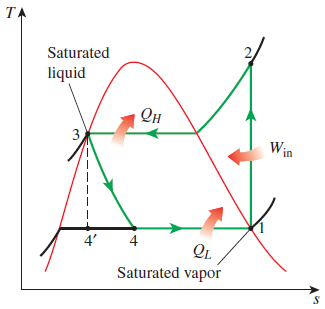 T
Saturated
liquid
2
Q_H
3
W_in
4'
4
1
Q_L
Saturated vapor
s